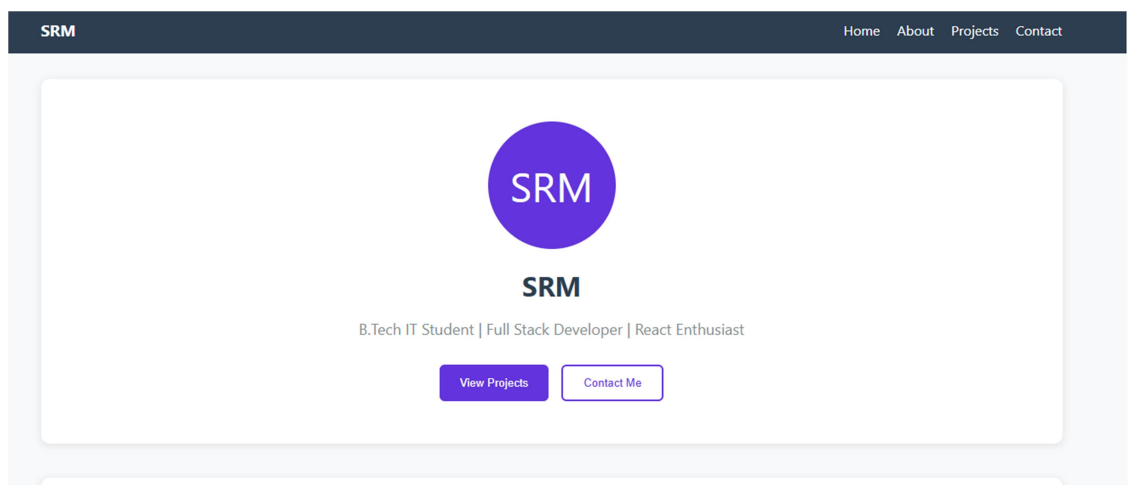 SRM
Home About Projects Contact
SRM
SRM
B.Tech IT Student | Full Stack Developer | React Enthusiast
View Projects
Contact Me